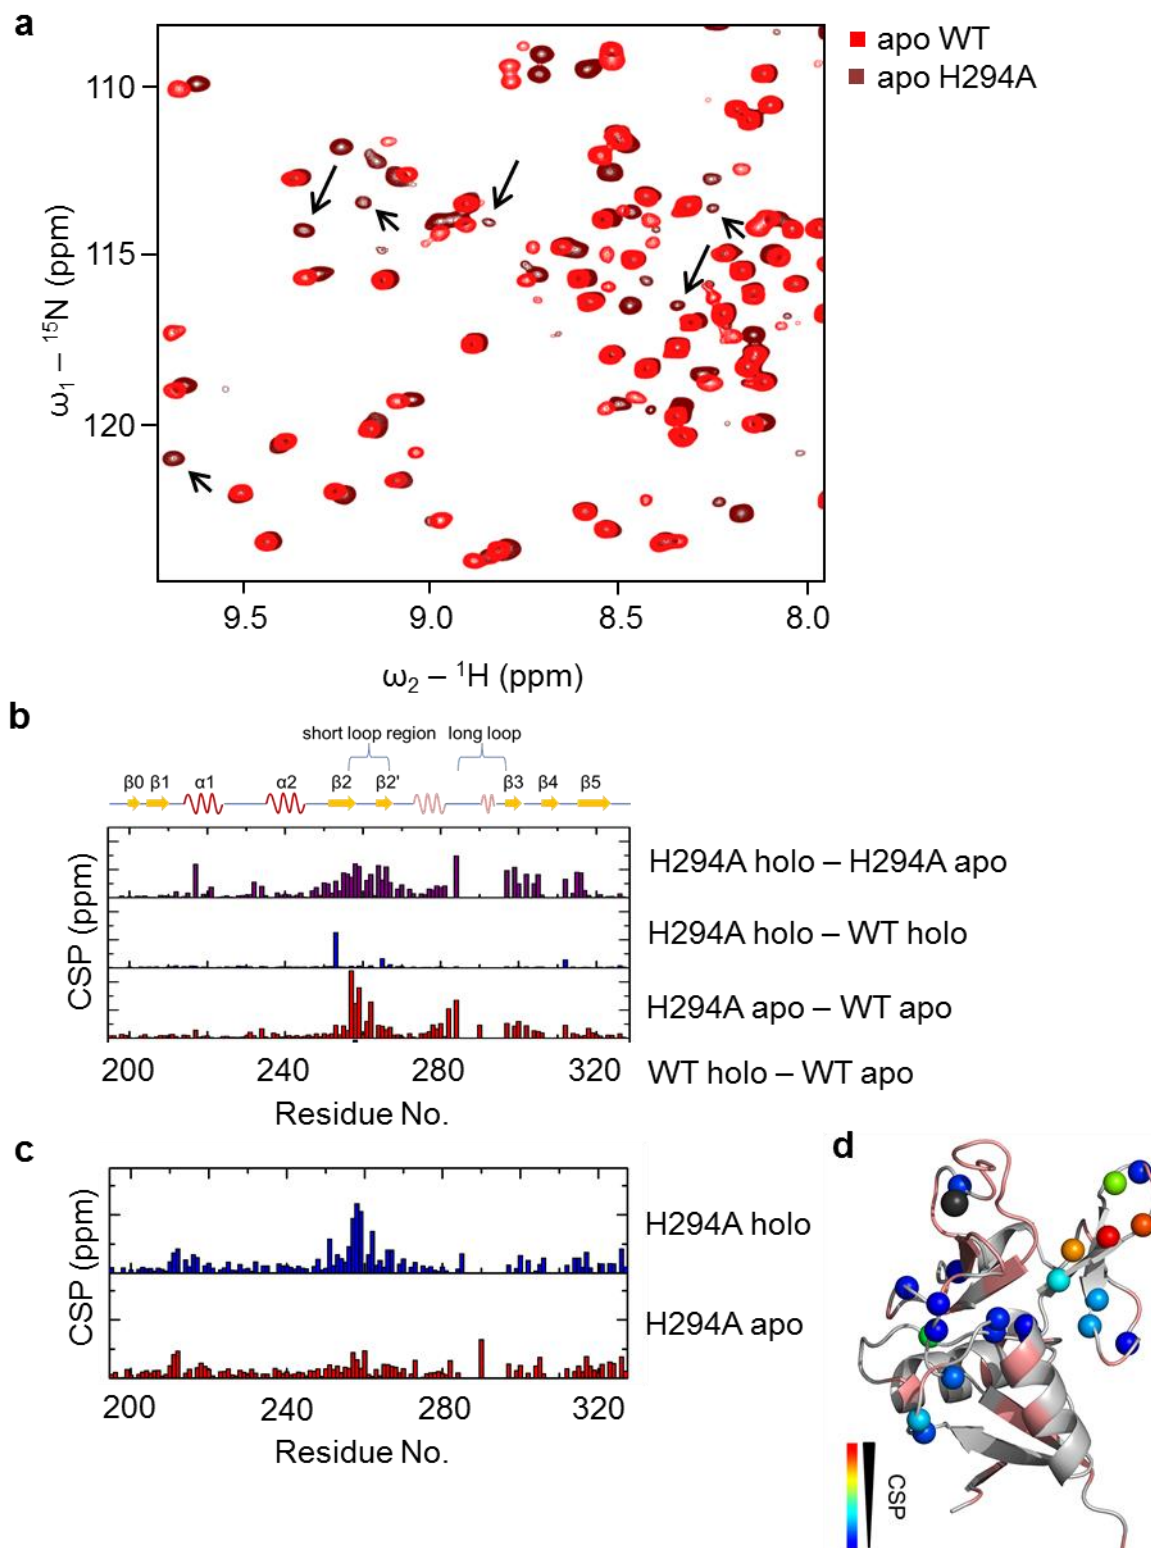 a
apo WT
apo H294A
110
115
120
ω1 – 15N (ppm)
9.5 9.0 8.5 8.0
ω2 – 1H (ppm)
b
short loop region long loop
β0 β1 α1 α2 β2 β2' β3 β4 β5
CSP (ppm)
H294A holo – H294A apo
H294A holo – WT holo
H294A apo – WT apo
WT holo – WT apo
200 240 280 320
Residue No.
c
CSP (ppm)
H294A holo
H294A apo
200 240 280 320
Residue No.
d
CSP